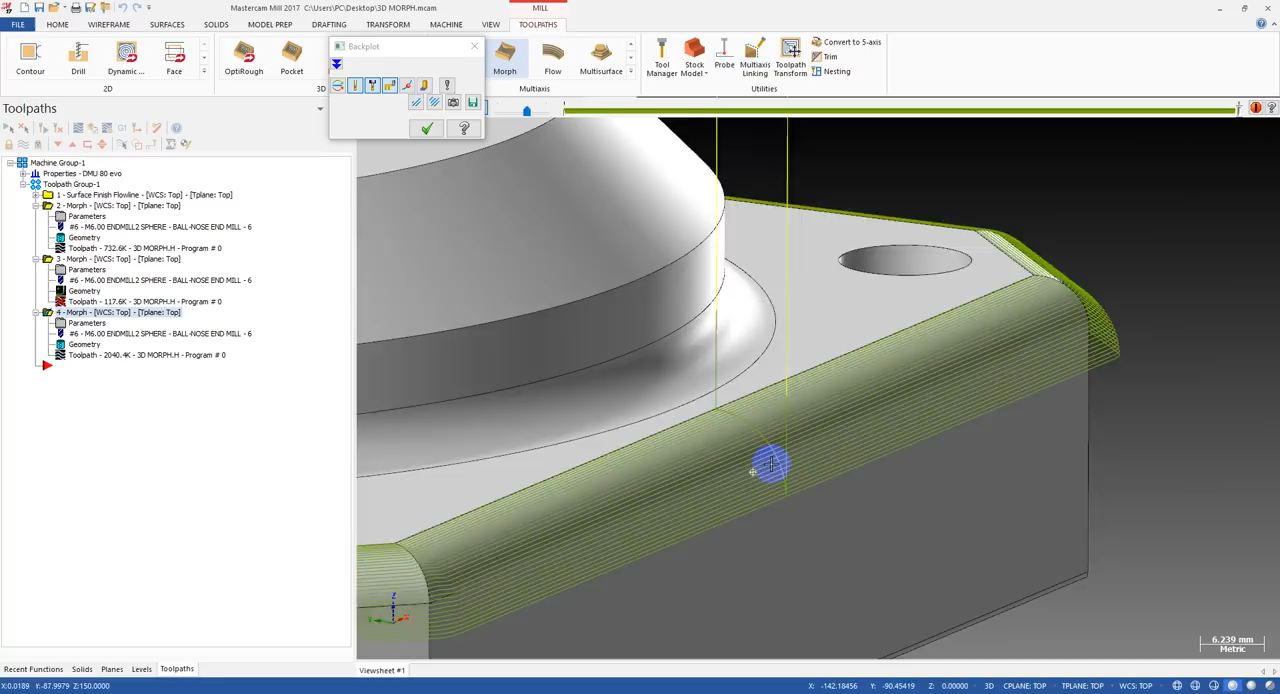 Mastercam Mill 2017 C:\Users\PC\Desktop\3D MORPH.mcam
MILL
FILE HOME WIREFRAME SURFACES SOLIDS MODEL PREP DRAFTING TRANSFORM MACHINE VIEW TOOLPATHS
Backplot
Contour Drill Dynamic ... Face OptiRough Pocket Morph Flow Multisurface
Tool Manager Stock Model Probe Multiaxis Linking Toolpath Transform
Convert to 5-axis
Trim
Nesting
2D 3D Multiaxis Utilities
Toolpaths
Machine Group-1
Properties - DMU 80 evo
Toolpath Group-1
1 - Surface Finish Flowline - [WCS: Top] - [Tplane: Top]
2 - Morph - [WCS: Top] - [Tplane: Top]
Parameters
#6 - M6.00 ENDMILL2 SPHERE - BALL-NOSE END MILL - 6
Geometry
Toolpath - 732.6K - 3D MORPH.H - Program # 0
3 - Morph - [WCS: Top] - [Tplane: Top]
Parameters
#6 - M6.00 ENDMILL2 SPHERE - BALL-NOSE END MILL - 6
Geometry
Toolpath - 117.6K - 3D MORPH.H - Program # 0
4 - Morph - [WCS: Top] - [Tplane: Top]
Parameters
#6 - M6.00 ENDMILL2 SPHERE - BALL-NOSE END MILL - 6
Geometry
Toolpath - 2040.4K - 3D MORPH.H - Program # 0
z
6.239 mm
Metric
Recent Functions Solids Planes Levels Toolpaths
Viewsheet #1
X:0.0189 Y:-87.9979 Z:150.0000
X: -142.18456 Y: -90.45419 Z: 0.00000 3D CPLANE: TOP TPLANE: TOP WCS: TOP